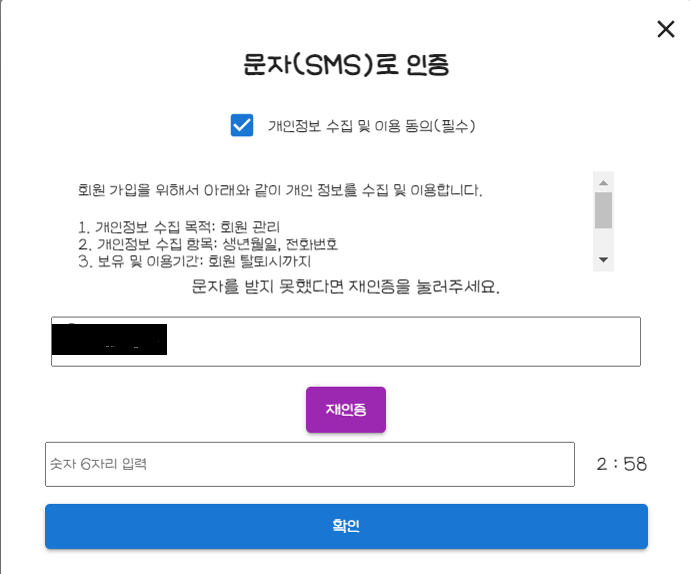 문자(SMS)로 인증
개인정보 수집 및 이용 동의(필수)
회원 가입을 위해서 아래와 같이 개인 정보를 수집 및 이용합니다.
1. 개인정보 수집 목적: 회원 관리
2. 개인정보 수집 항목: 생년월일, 전화번호
3. 보유 및 이용기간: 회원 탈퇴시까지
문자를 받지 못했다면 재인증을 눌러주세요.
재인증
숫자 6자리 입력
2 : 58
확인